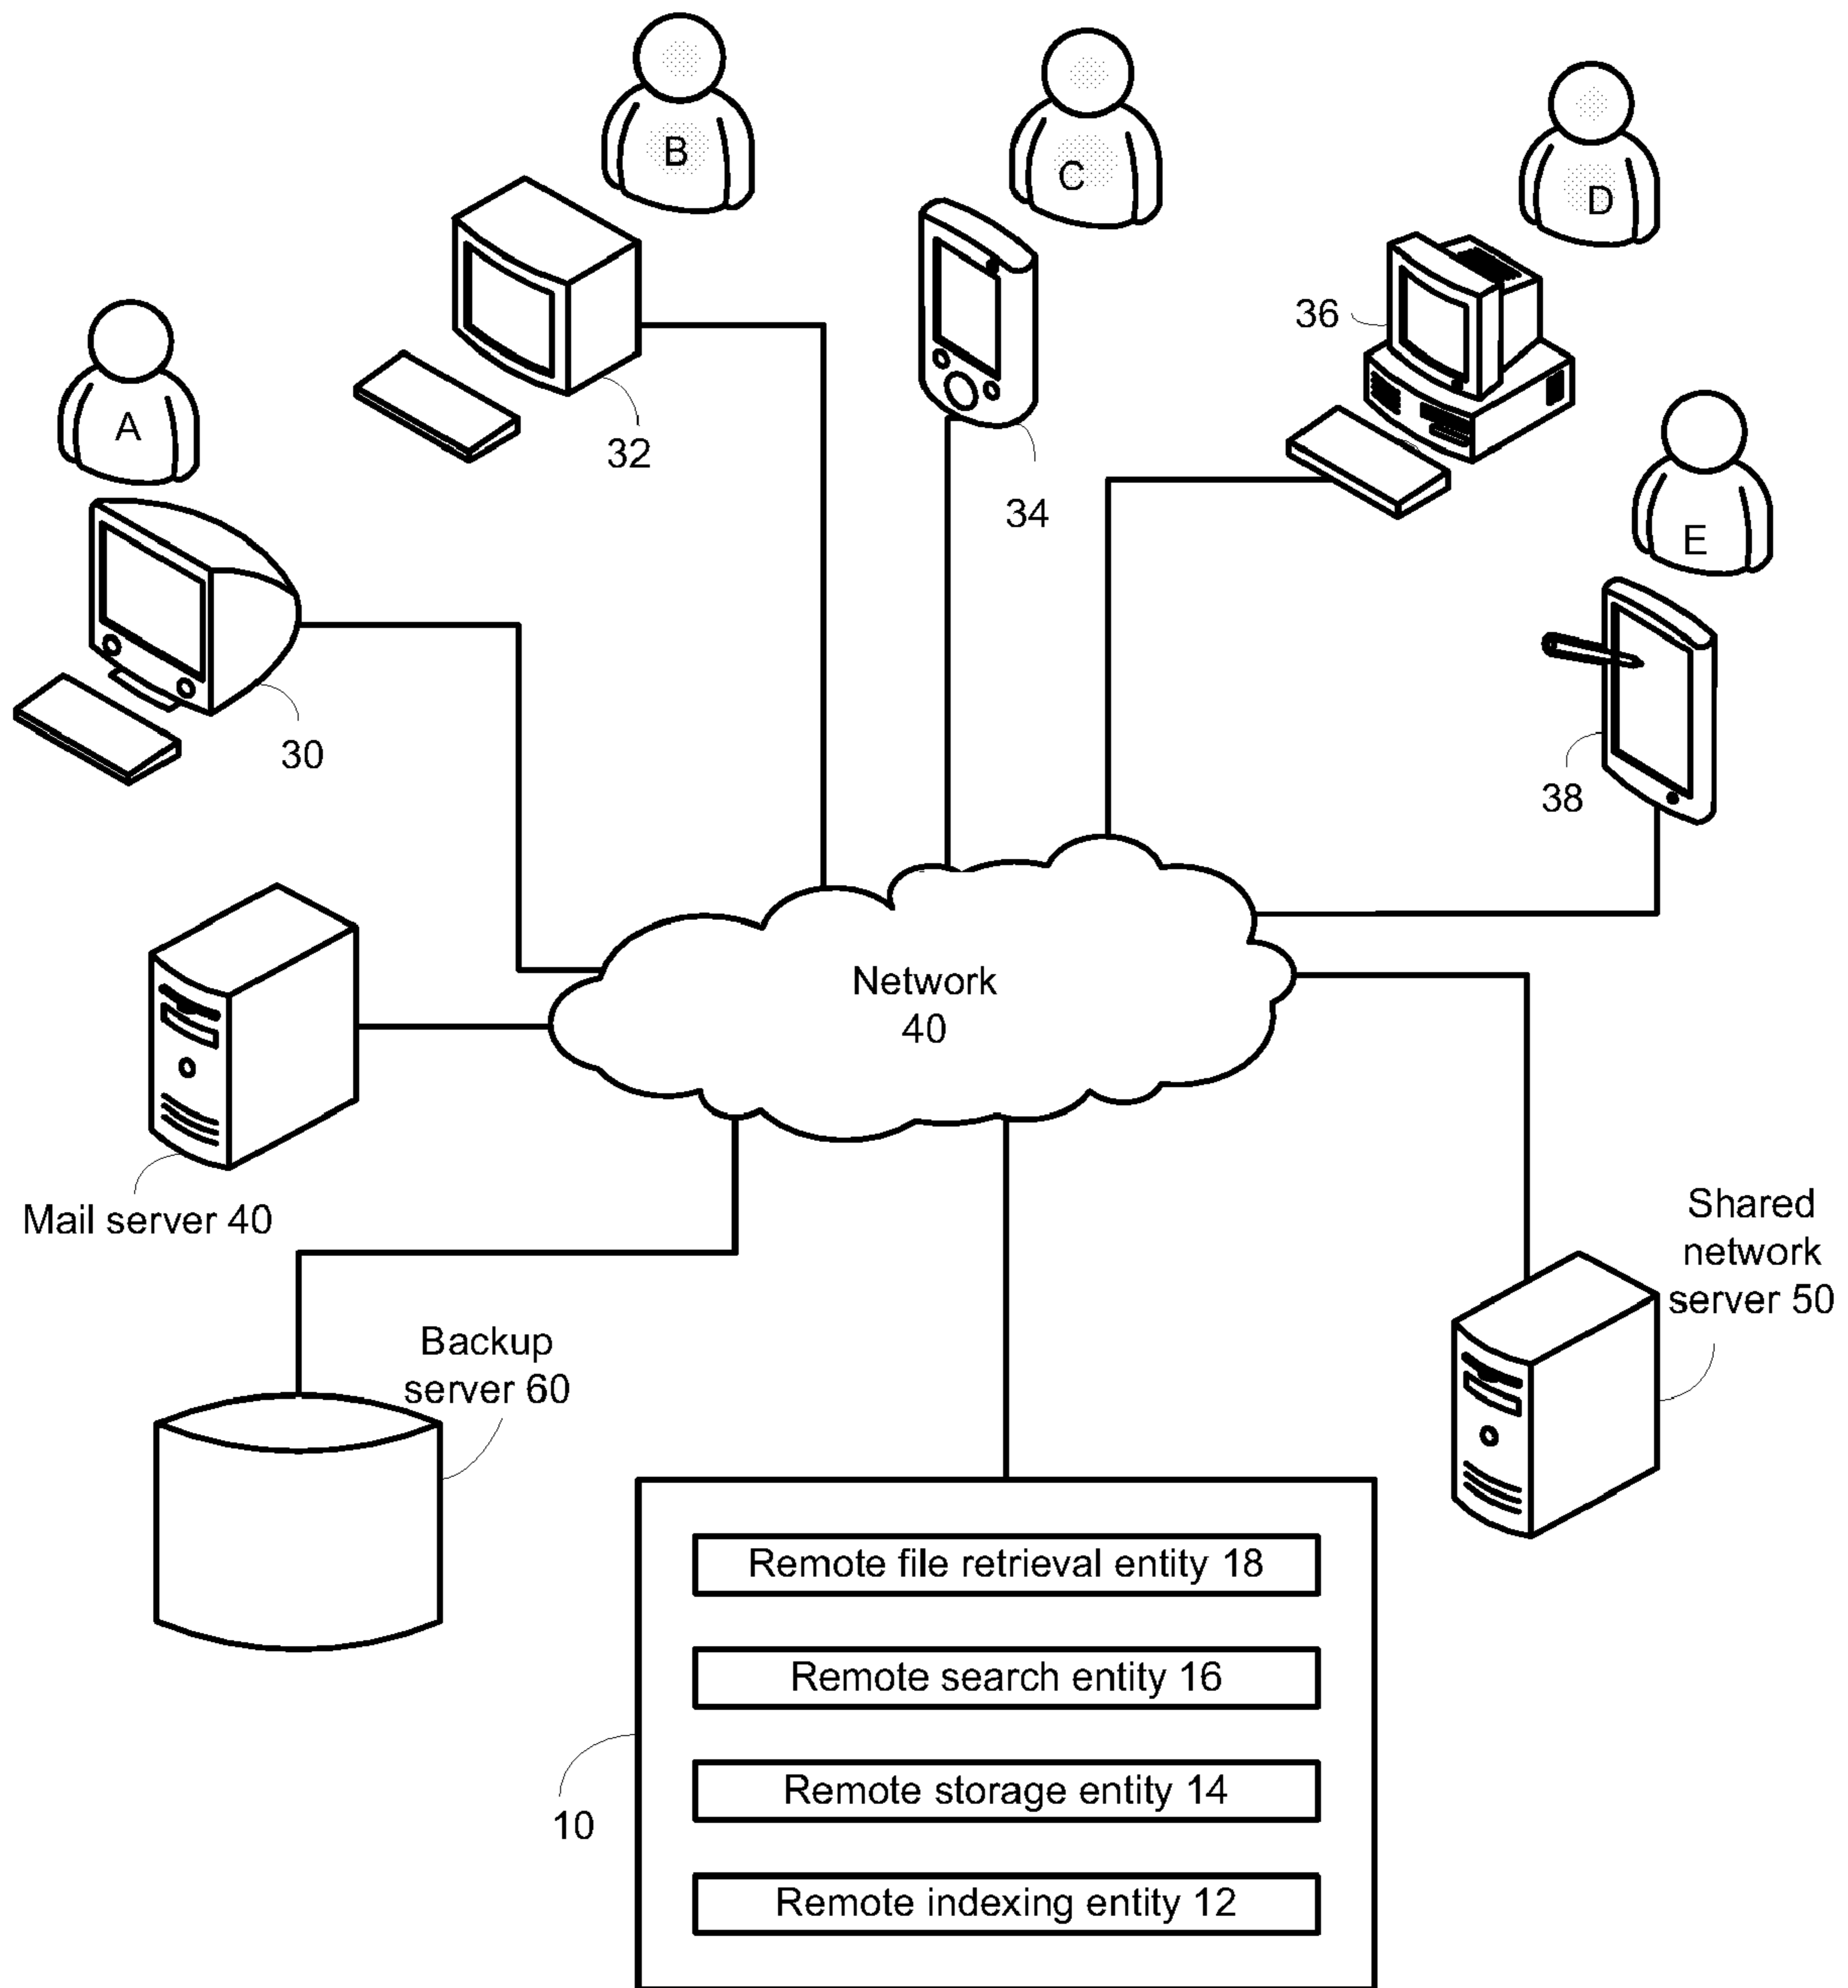 B
C
D
36
A
32
34
E
30
38
Network
40
Mail server 40
Shared
network
server 50
Backup
server 60
Remote file retrieval entity 18
Remote search entity 16
Remote storage entity 14
10
Remote indexing entity 12